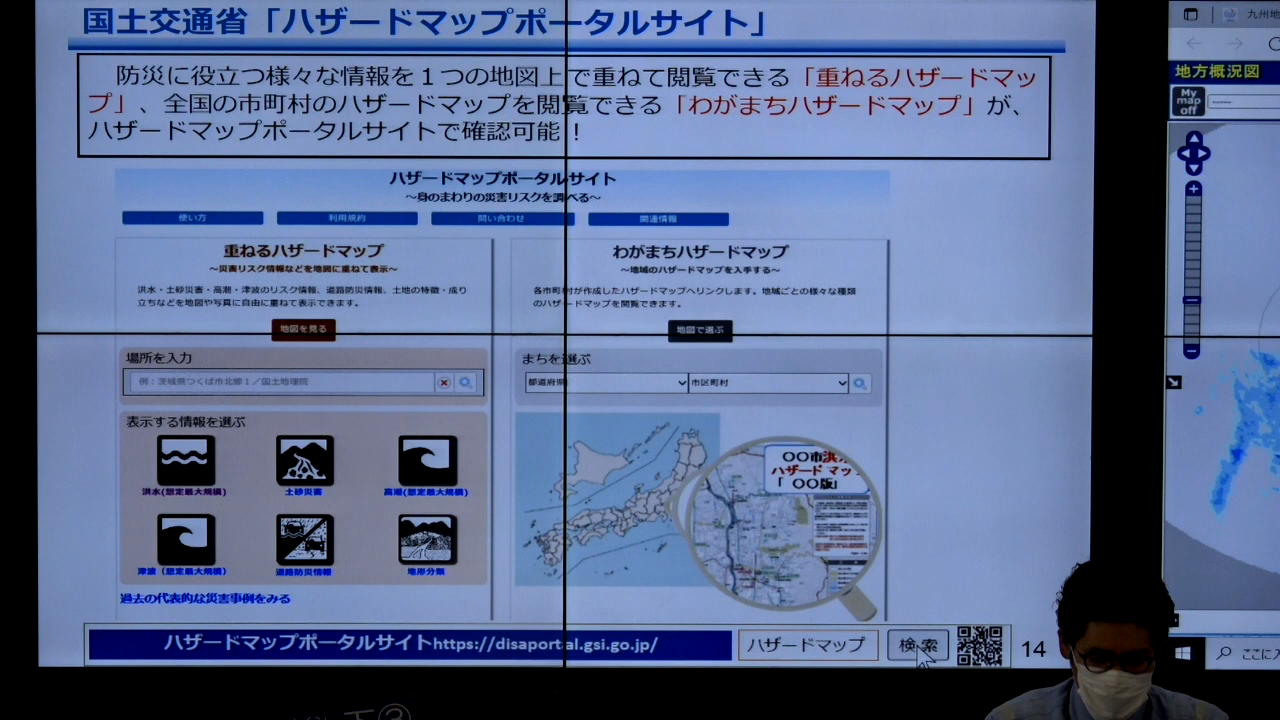 国土交通省「ハザードマップポータルサイト」
防災に役立つ様々な情報を１つの地図上で重ねて閲覧できる「重ねるハザードマッ
プ」、全国の市町村のハザードマップを閲覧できる「わがまちハザードマップ」が、
ハザードマップポータルサイトで確認可能！
ハザードマップポータルサイト
～身のまわりの災害リスクを調べる～
使い方
利用規約
問い合わせ
関連情報
重ねるハザードマップ
～災害リスク情報などを地図に重ねて表示～
洪水・土砂災害・高潮・津波のリスク情報、道路防災情報、土地の特徴・成り
立ちなどを地図や写真に自由に重ねて表示できます。
地図を見る
場所を入力
例：茨城県つくば市北郷１／国土地理院
表示する情報を選ぶ
洪水(想定最大規模)
土砂災害
高潮(想定最大規模)
津波（想定最大規模)
道路防災情報
地形分類
過去の代表的な災害事例をみる
わがまちハザードマップ
～地域のハザードマップを入手する～
各市町村が作成したハザードマップへリンクします。地域ごとの様々な種類
のハザードマップを閲覧できます。
地図で選ぶ
まちを選ぶ
都道府県
市区町村
〇〇市洪水
ハザードマッ
「 〇〇版」
ハザードマップポータルサイトhttps://disaportal.gsi.go.jp/
ハザードマップ
検索
14
九州地
地方概況図
My
map
off
ここに入